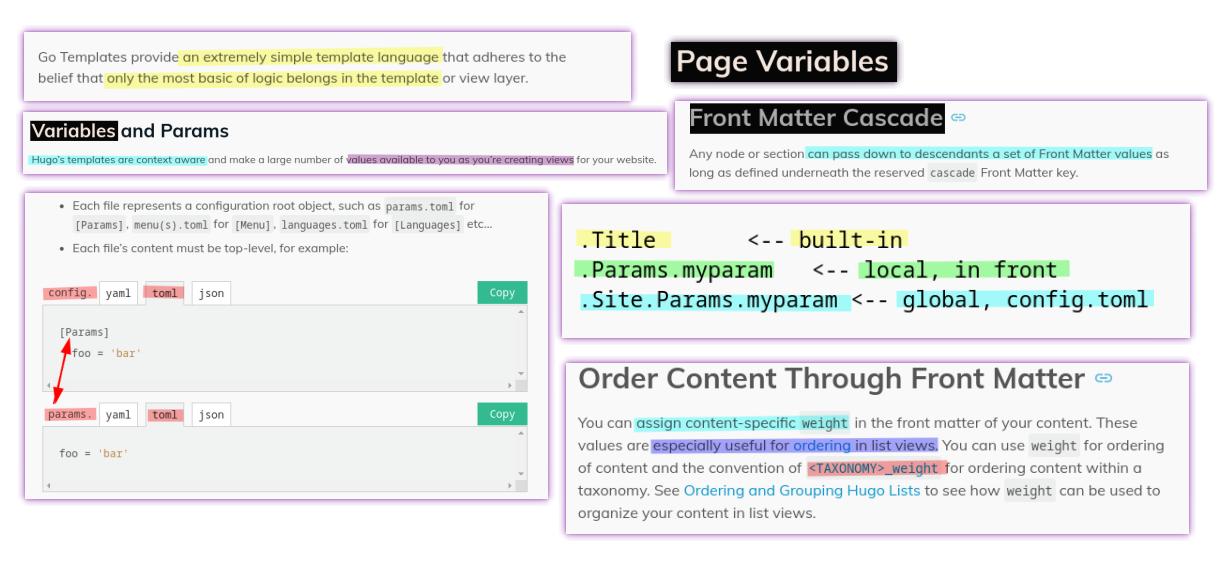 Go Templates provide an extremely simple template language that adheres to the
belief that only the most basic of logic belongs in the template or view layer.
Variables and Params
Hugo's templates are context aware and make a large number of values available to you as you're creating views for your website.
• Each file represents a configuration root object, such as params.toml for
[Params], menu(s).toml for [Menu], languages.toml for [Languages] etc...
• Each file's content must be top-level, for example:
config. yaml toml json Copy
[Params]
foo = 'bar'
params. yaml toml json Copy
foo = 'bar'
Page Variables
Front Matter Cascade
Any node or section can pass down to descendants a set of Front Matter values as
long as defined underneath the reserved cascade Front Matter key.
.Title <-- built-in
.Params.myparam <-- local, in front
.Site.Params.myparam <-- global, config.toml
Order Content Through Front Matter
You can assign content-specific weight in the front matter of your content. These
values are especially useful for ordering in list views. You can use weight for ordering
of content and the convention of <TAXONOMY>_weight for ordering content within a
taxonomy. See Ordering and Grouping Hugo Lists to see how weight can be used to
organize your content in list views.